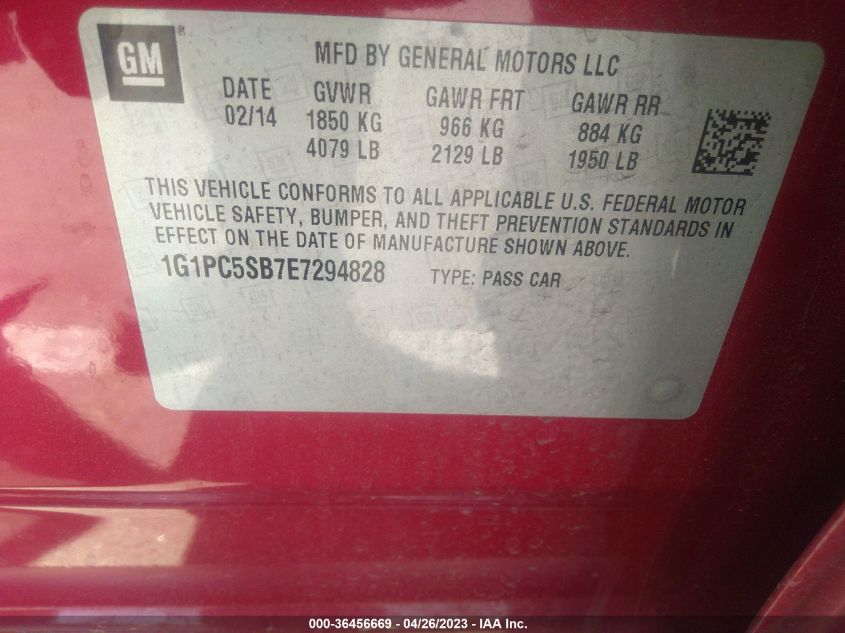 GM®
MFD BY GENERAL MOTORS LLC
DATE GVWR GAWR FRT GAWR RR
02/14 1850 KG 966 KG 884 KG
4079 LB 2129 LB 1950 LB
THIS VEHICLE CONFORMS TO ALL APPLICABLE U.S. FEDERAL MOTOR
VEHICLE SAFETY, BUMPER, AND THEFT PREVENTION STANDARDS IN
EFFECT ON THE DATE OF MANUFACTURE SHOWN ABOVE.
1G1PC5SB7E7294828 TYPE: PASS CAR
000-36456669 - 04/26/2023 - IAA Inc.